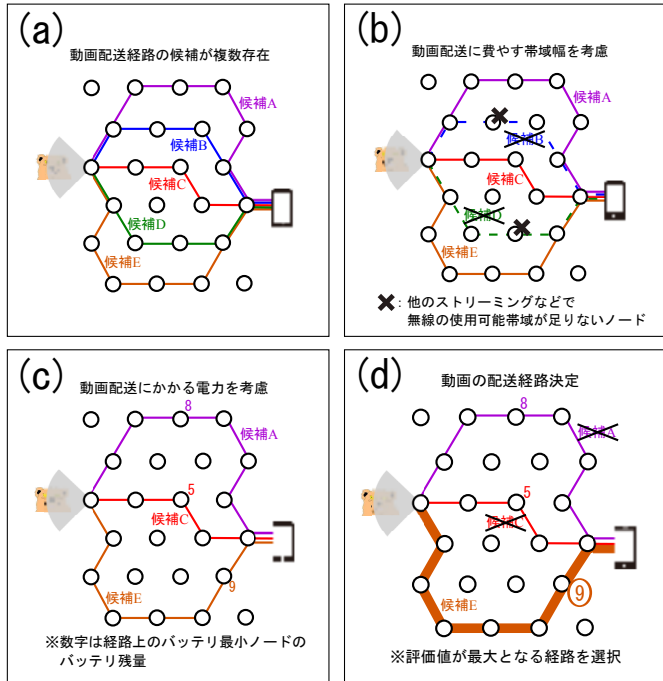 (a)
動画配送経路の候補が複数存在
候補A
候補B
候補C
候補D
候補E
(b)
動画配送に費やす帯域幅を考慮
候補A
候補B
候補C
候補D
候補E
✖：他のストリーミングなどで
無線の使用可能帯域が足りないノード
(c)
動画配送にかかる電力を考慮
8
候補A
5
候補C
9
候補E
※数字は経路上のバッテリ最小ノードの
バッテリ残量
(d)
動画の配送経路決定
8
候補A
5
候補C
⑨
候補E
※評価値が最大となる経路を選択